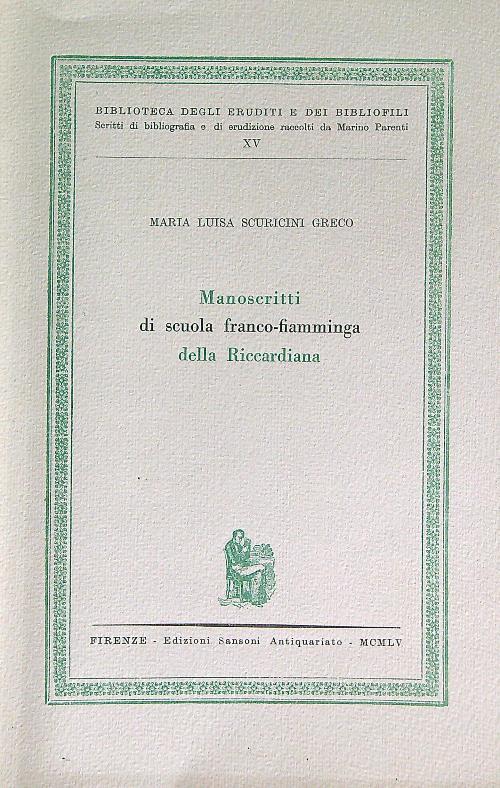 BIBLIOTECA DEGLI ERUDITI E DEI BIBLIOFILI
Scritti di bibliografia e di erudizione raccolti da Marino Parenti
XV
MARIA LUISA SCURICINI GRECO
Manoscritti
di scuola franco-fiamminga
della Riccardiana
FIRENZE - Edizioni Sansoni Antiquariato - MCMLV